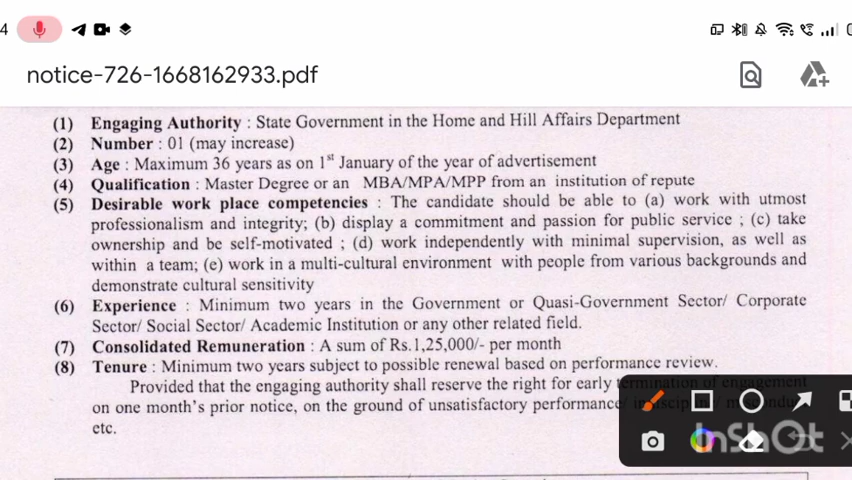 4
notice-726-1668162933.pdf
(1) Engaging Authority : State Government in the Home and Hill Affairs Department
(2) Number : 01 (may increase)
(3) Age : Maximum 36 years as on 1st January of the year of advertisement
(4) Qualification : Master Degree or an MBA/MPA/MPP from an institution of repute
(5) Desirable work place competencies : The candidate should be able to (a) work with utmost
professionalism and integrity; (b) display a commitment and passion for public service ; (c) take
ownership and be self-motivated ; (d) work independently with minimal supervision, as well as
within a team; (e) work in a multi-cultural environment with people from various backgrounds and
demonstrate cultural sensitivity
(6) Experience : Minimum two years in the Government or Quasi-Government Sector/ Corporate
Sector/ Social Sector/ Academic Institution or any other related field.
(7) Consolidated Remuneration : A sum of Rs.1,25,000/- per month
(8) Tenure : Minimum two years subject to possible renewal based on performance review.
Provided that the engaging authority shall reserve the right for early termination of engagement
on one month's prior notice, on the ground of unsatisfactory performance/
etc.
InShOt